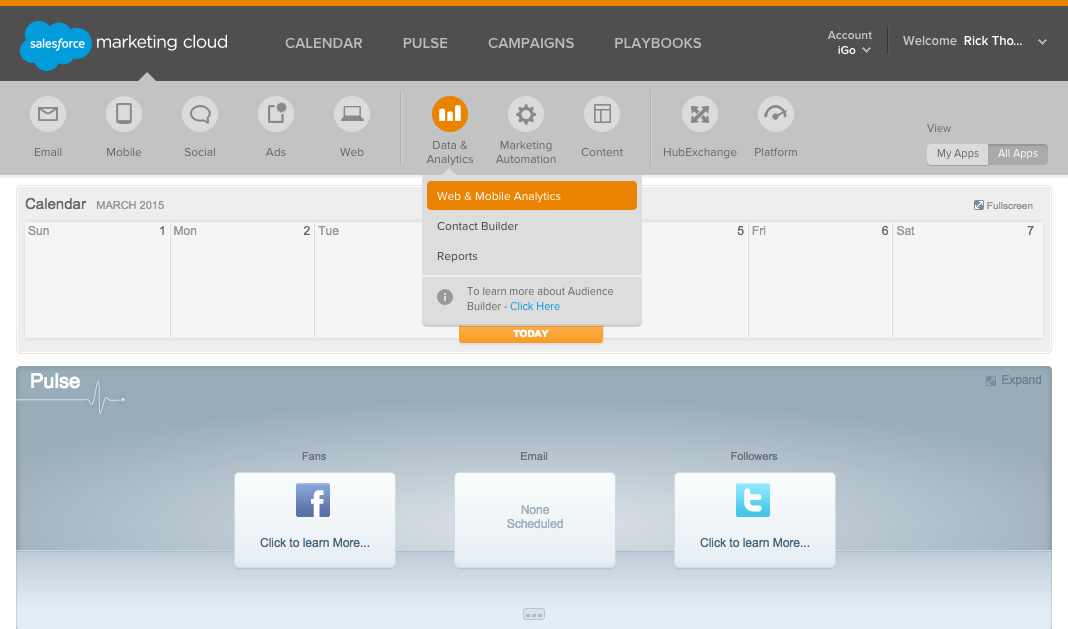 salesforce marketing cloud
CALENDAR PULSE CAMPAIGNS PLAYBOOKS
Account
iGo
Welcome Rick Tho...
Email Mobile Social Ads Web
Data &
Analytics
Marketing
Automation
Content
HubExchange Platform
View
My Apps All Apps
Web & Mobile Analytics
Contact Builder
Reports
To learn more about Audience
Builder - Click Here
Calendar MARCH 2015
Fullscreen
Sun 1 Mon 2 Tue 5 Fri 6 Sat 7
TODAY
Pulse
Expand
Fans Email Followers
None
Scheduled
Click to learn More... Click to learn More...